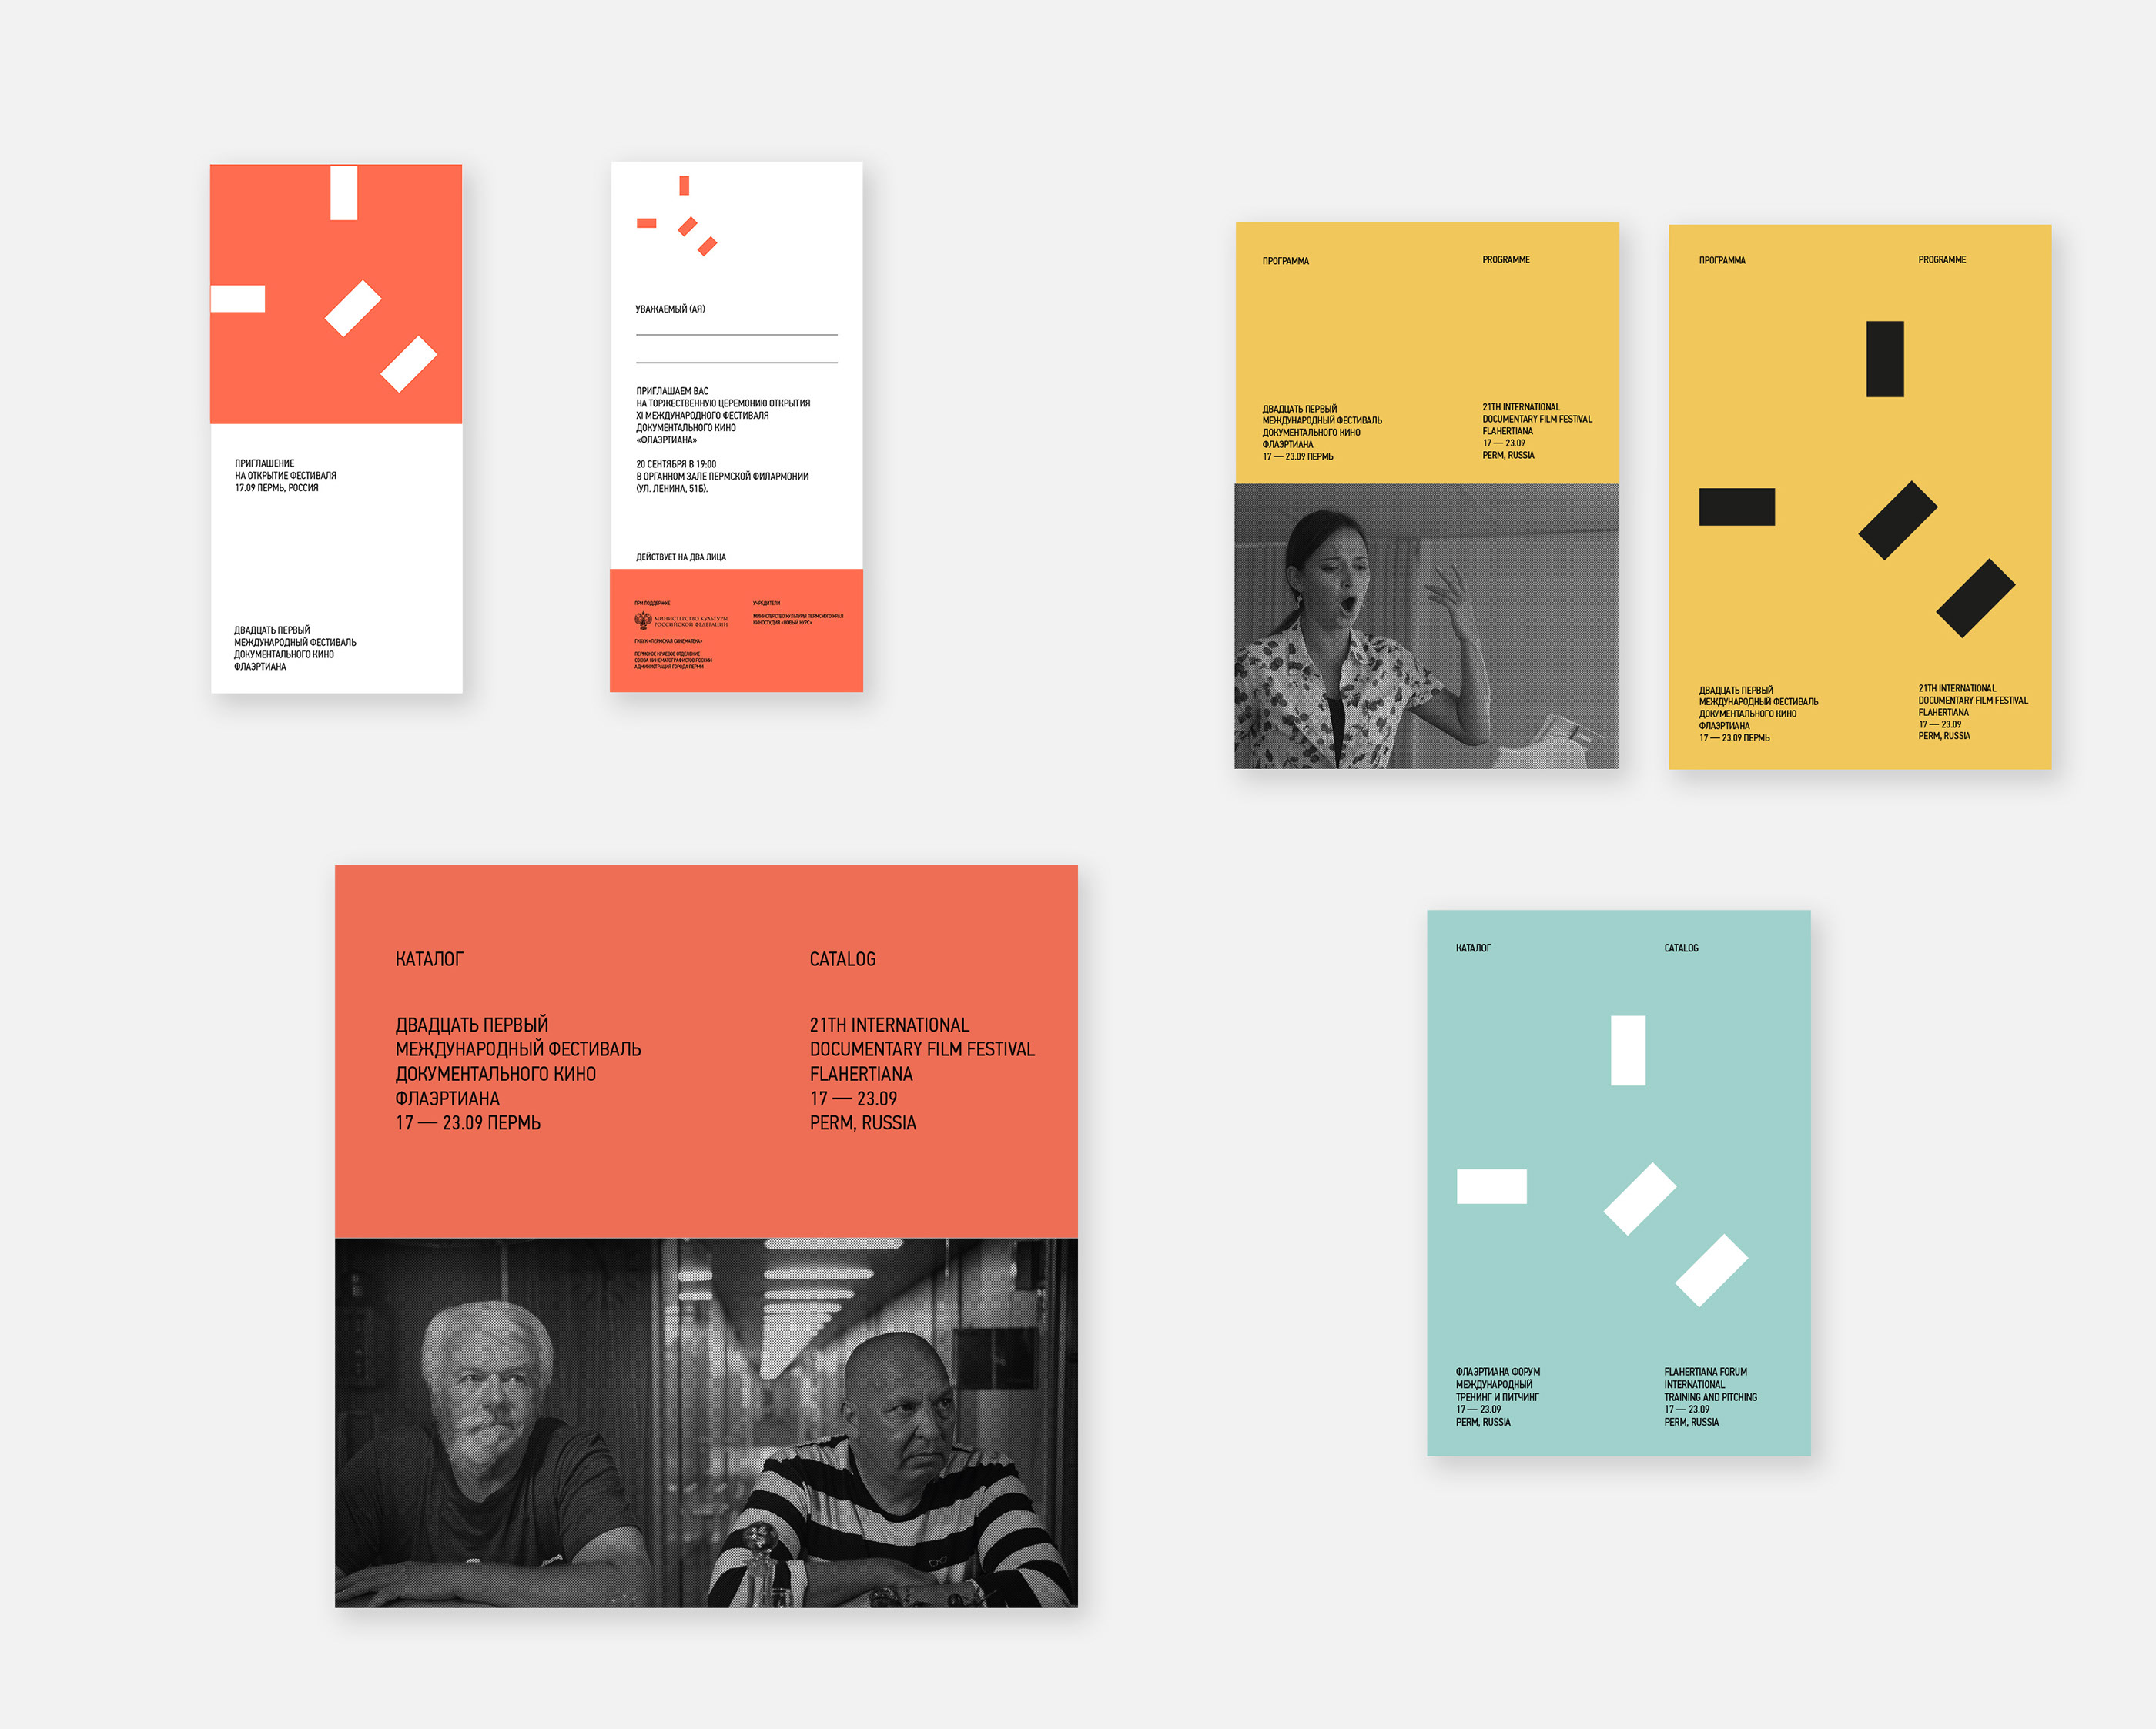 ПРИГЛАШЕНИЕ
НА ОТКРЫТИЕ ФЕСТИВАЛЯ
17.09 ПЕРМЬ, РОССИЯ
ДВАДЦАТЬ ПЕРВЫЙ
МЕЖДУНАРОДНЫЙ ФЕСТИВАЛЬ
ДОКУМЕНТАЛЬНОГО КИНО
ФЛАЭРТИАНА
УВАЖАЕМЫЙ (АЯ)
ПРИГЛАШАЕМ ВАС
НА ТОРЖЕСТВЕННУЮ ЦЕРЕМОНИЮ ОТКРЫТИЯ
XI МЕЖДУНАРОДНОГО ФЕСТИВАЛЯ
ДОКУМЕНТАЛЬНОГО КИНО
«ФЛАЭРТИАНА»
20 СЕНТЯБРЯ В 19:00
В ОРГАННОМ ЗАЛЕ ПЕРМСКОЙ ФИЛАРМОНИИ
(УЛ. ЛЕНИНА, 51Б).
ДЕЙСТВУЕТ НА ДВА ЛИЦА
ПРИ ПОДДЕРЖКЕ
МИНИСТЕРСТВО КУЛЬТУРЫ
РОССИЙСКОЙ ФЕДЕРАЦИИ
ГКБУК «ПЕРМСКАЯ СИНЕМАТЕКА»
ПЕРМСКОЕ КРАЕВОЕ ОТДЕЛЕНИЕ
СОЮЗА КИНЕМАТОГРАФИСТОВ РОССИИ
АДМИНИСТРАЦИЯ ГОРОДА ПЕРМИ
УЧРЕДИТЕЛИ
МИНИСТЕРСТВО КУЛЬТУРЫ ПЕРМСКОГО КРАЯ
КИНОСТУДИЯ «НОВЫЙ КУРС»
ПРОГРАММА
PROGRAMME
ДВАДЦАТЬ ПЕРВЫЙ
МЕЖДУНАРОДНЫЙ ФЕСТИВАЛЬ
ДОКУМЕНТАЛЬНОГО КИНО
ФЛАЭРТИАНА
17 — 23.09 ПЕРМЬ
21TH INTERNATIONAL
DOCUMENTARY FILM FESTIVAL
FLAHERTIANA
17 — 23.09
PERM, RUSSIA
ПРОГРАММА
PROGRAMME
ДВАДЦАТЬ ПЕРВЫЙ
МЕЖДУНАРОДНЫЙ ФЕСТИВАЛЬ
ДОКУМЕНТАЛЬНОГО КИНО
ФЛАЭРТИАНА
17 — 23.09 ПЕРМЬ
21TH INTERNATIONAL
DOCUMENTARY FILM FESTIVAL
FLAHERTIANA
17 — 23.09
PERM, RUSSIA
КАТАЛОГ
CATALOG
ДВАДЦАТЬ ПЕРВЫЙ
МЕЖДУНАРОДНЫЙ ФЕСТИВАЛЬ
ДОКУМЕНТАЛЬНОГО КИНО
ФЛАЭРТИАНА
17 — 23.09 ПЕРМЬ
21TH INTERNATIONAL
DOCUMENTARY FILM FESTIVAL
FLAHERTIANA
17 — 23.09
PERM, RUSSIA
КАТАЛОГ
CATALOG
ФЛАЭРТИАНА ФОРУМ
МЕЖДУНАРОДНЫЙ
ТРЕНИНГ И ПИТЧИНГ
17 — 23.09
PERM, RUSSIA
FLAHERTIANA FORUM
INTERNATIONAL
TRAINING AND PITCHING
17 — 23.09
PERM, RUSSIA